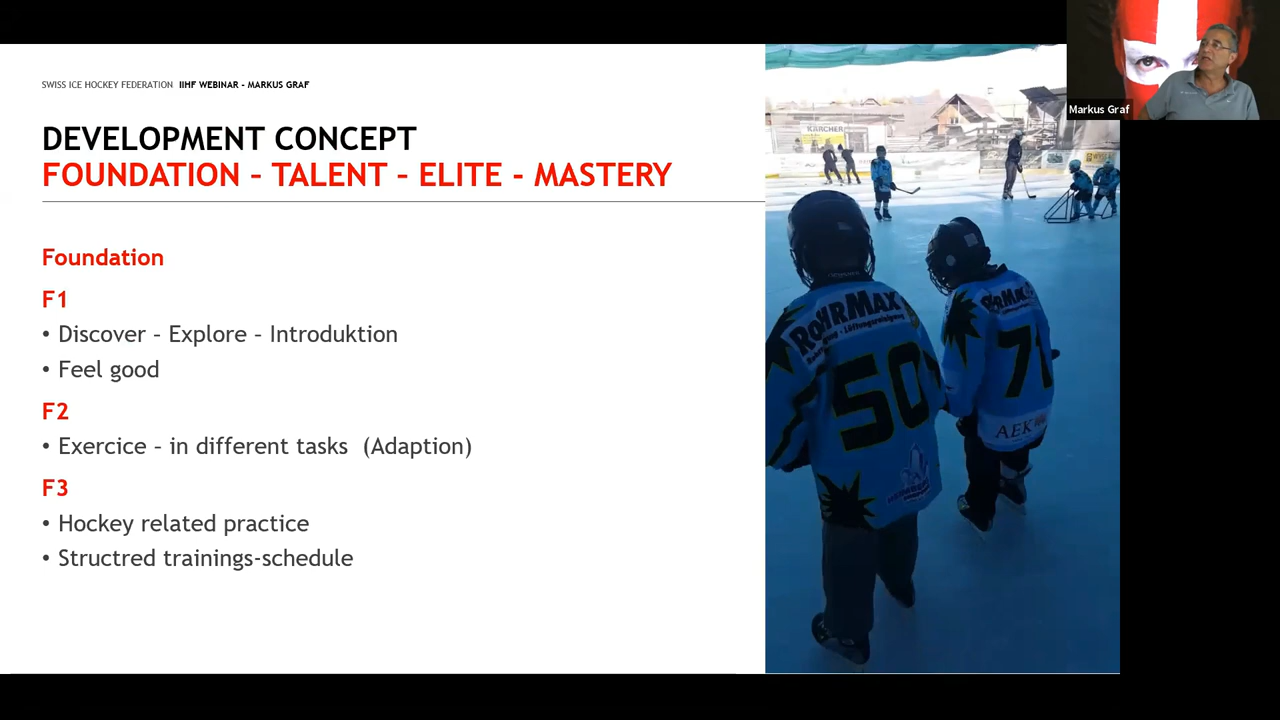 SWISS ICE HOCKEY FEDERATION IIHF WEBINAR - MARKUS GRAF
DEVELOPMENT CONCEPT
FOUNDATION – TALENT – ELITE - MASTERY
Foundation
F1
• Discover – Explore – Introduktion
• Feel good
F2
• Exercice – in different tasks (Adaption)
F3
• Hockey related practice
• Structred trainings-schedule
Markus Graf
KÄRCHER
ROHRMAX
50
71
AEK